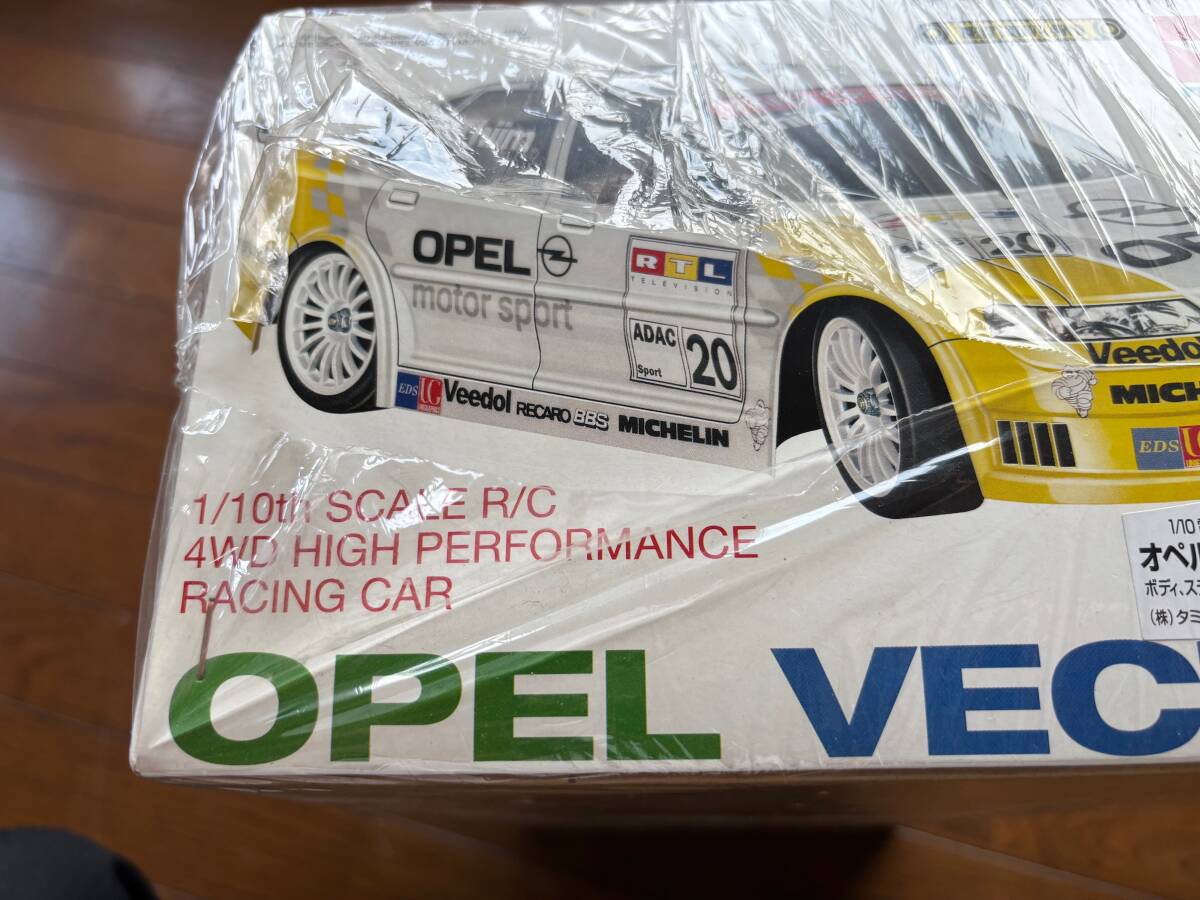 OPEL
motor sport
RTL
TELEVISION
ADAC
Sport
20
20
EDS UC Veedol RECARO BBS MICHELIN
Veedol
MICH
EDS
1/10th SCALE R/C
4WD HIGH PERFORMANCE
RACING CAR
1/10
オペル
ボディ、ス
(株)タミ
OPEL VEC